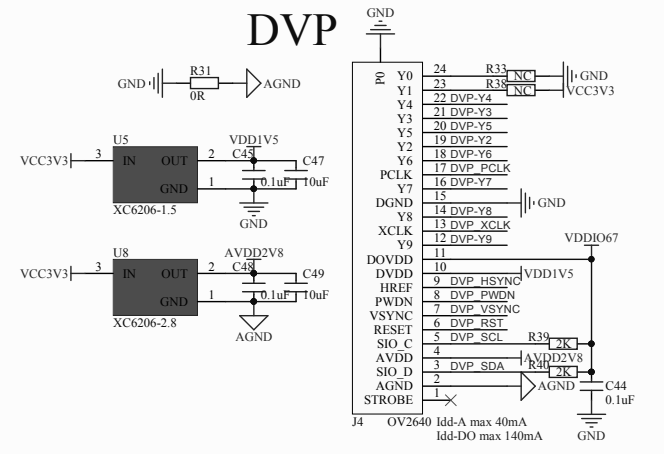 DVP
GND
GND R31 0R AGND
U5
VCC3V3 3 IN OUT 2 VDD1V5
GND 1
C45 0.1uF C47 10uF
XC6206-1.5
GND
U8
VCC3V3 3 IN OUT 2 AVDD2V8
GND 1
C48 0.1uF C49 10uF
XC6206-2.8
AGND
P0
Y0 24 R33 NC GND
Y1 23 R38 NC VCC3V3
Y4 22 DVP-Y4
Y3 21 DVP-Y3
Y5 20 DVP-Y5
Y2 19 DVP-Y2
Y6 18 DVP-Y6
PCLK 17 DVP_PCLK
Y7 16 DVP-Y7
DGND 15 GND
Y8 14 DVP-Y8
XCLK 13 DVP_XCLK
Y9 12 DVP-Y9
VDDIO67
DOVDD 11
DVDD 10 VDD1V5
HREF 9 DVP_HSYNC
PWDN 8 DVP_PWDN
VSYNC 7 DVP_VSYNC
RESET 6 DVP_RST
SIO_C 5 DVP_SCL R39 2K
AVDD 4 AVDD2V8
SIO_D 3 DVP_SDA R40 2K
AGND 2 AGND
STROBE 1
C44
0.1uF
GND
J4 OV2640 Idd-A max 40mA
Idd-DO max 140mA